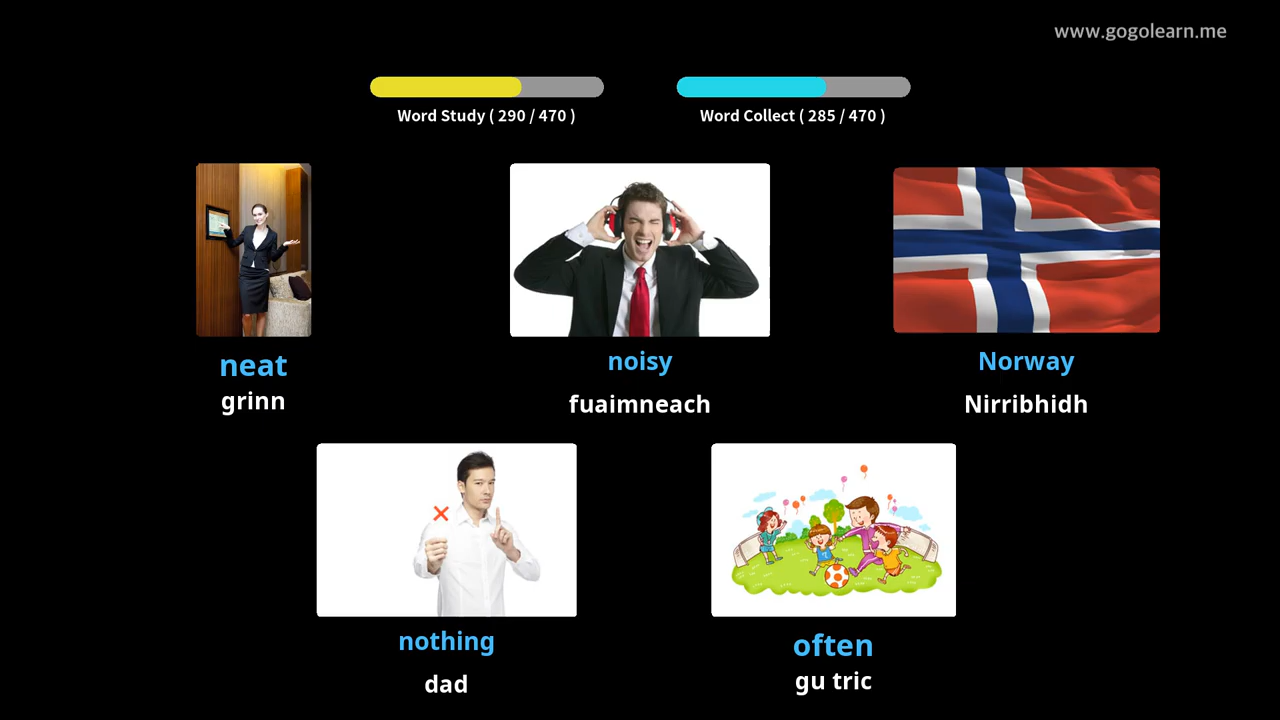 www.gogolearn.me
Word Study ( 290 / 470 )
Word Collect ( 285 / 470 )
neat
grinn
noisy
fuaimneach
Norway
Nirribhidh
nothing
dad
often
gu tric